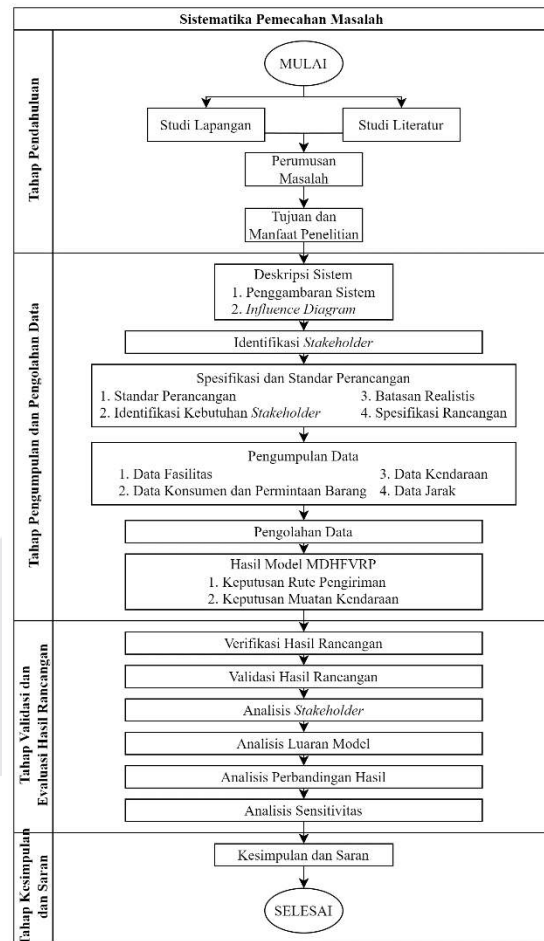 Sistematika Pemecahan Masalah
Tahap Pendahuluan
MULAI
Studi Lapangan
Studi Literatur
Perumusan
Masalah
Tujuan dan
Manfaat Penelitian
Tahap Pengumpulan dan Pengolahan Data
Deskripsi Sistem
1. Penggambaran Sistem
2. Influence Diagram
Identifikasi Stakeholder
Spesifikasi dan Standar Perancangan
1. Standar Perancangan
2. Identifikasi Kebutuhan Stakeholder
3. Batasan Realistis
4. Spesifikasi Rancangan
Pengumpulan Data
1. Data Fasilitas
2. Data Konsumen dan Permintaan Barang
3. Data Kendaraan
4. Data Jarak
Pengolahan Data
Hasil Model MDHFVRP
1. Keputusan Rute Pengiriman
2. Keputusan Muatan Kendaraan
Tahap Validasi dan
Evaluasi Hasil Rancangan
Verifikasi Hasil Rancangan
Validasi Hasil Rancangan
Analisis Stakeholder
Analisis Luaran Model
Analisis Perbandingan Hasil
Analisis Sensitivitas
Tahap Kesimpulan
dan Saran
Kesimpulan dan Saran
SELESAI